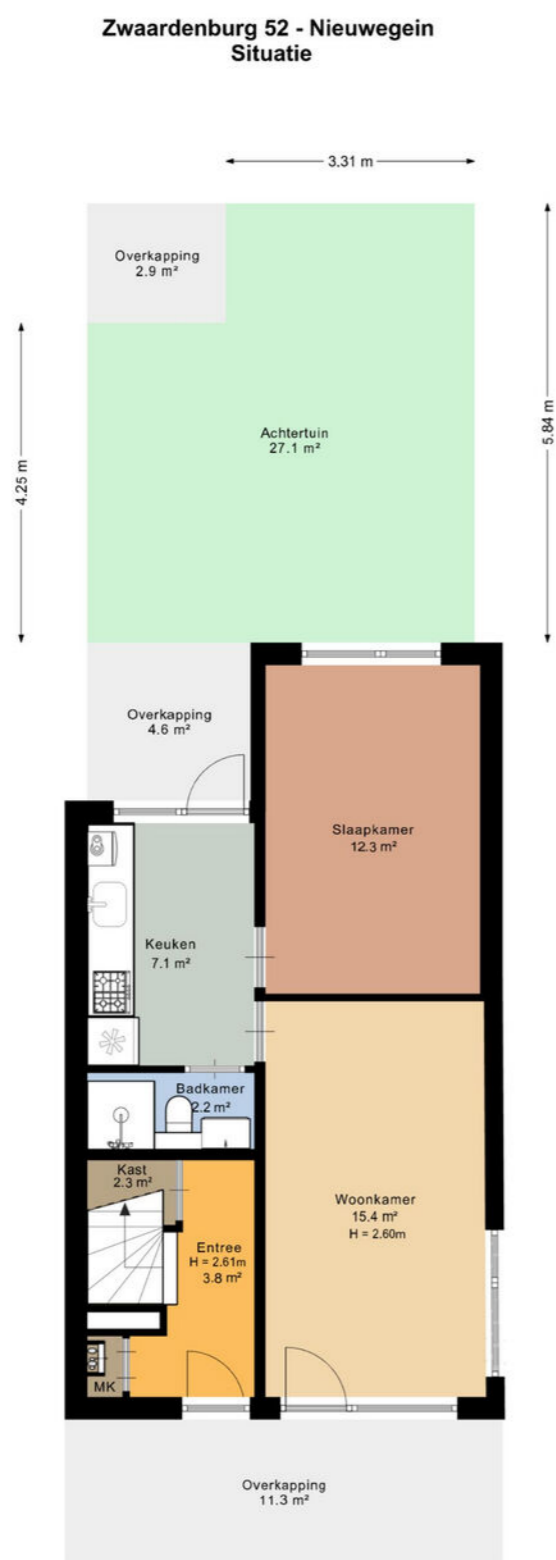 Zwaardenburg 52 - Nieuwegein
Situatie
3.31 m
Overkapping
2.9 m²
4.25 m
5.84 m
Achtertuin
27.1 m²
Overkapping
4.6 m²
Slaapkamer
12.3 m²
Keuken
7.1 m²
Badkamer
2.2 m²
Kast
2.3 m²
Woonkamer
15.4 m²
H = 2.60m
Entree
H = 2.61m
3.8 m²
MK
Overkapping
11.3 m²